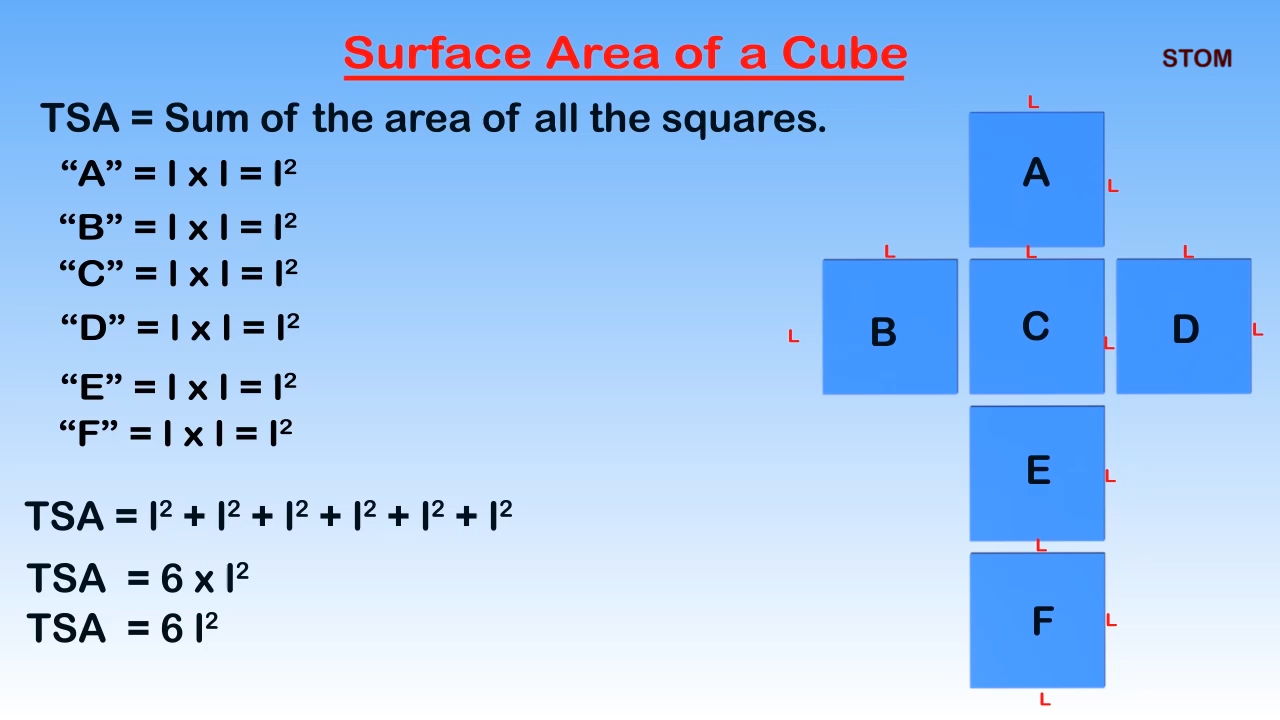 Surface Area of a Cube
STOM
TSA = Sum of the area of all the squares.
“A” = l x l = l²
“B” = l x l = l²
“C” = l x l = l²
“D” = l x l = l²
“E” = l x l = l²
“F” = l x l = l²
TSA = l² + l² + l² + l² + l² + l²
TSA = 6 x l²
TSA = 6 l²
L
A
L
L L L
L B C L D L
E L
L
F L
L